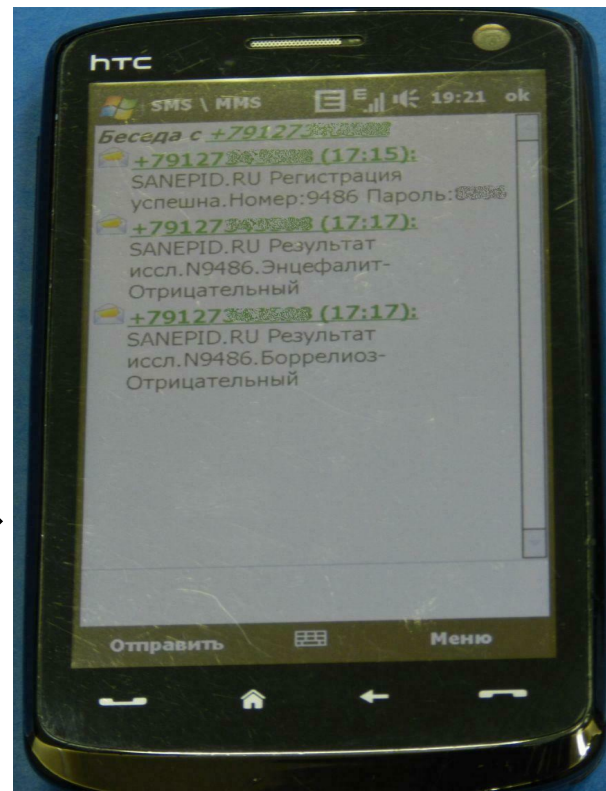 hTC
SMS \ MMS E E 19:21 ok
Беседа с +79127
+79127 (17:15):
SANEPID.RU Регистрация
успешна.Номер:9486 Пароль:
+79127 (17:17):
SANEPID.RU Результат
иссл.N9486.Энцефалит-
Отрицательный
+79127 (17:17):
SANEPID.RU Результат
иссл.N9486.Боррелиоз-
Отрицательный
Отправить Меню